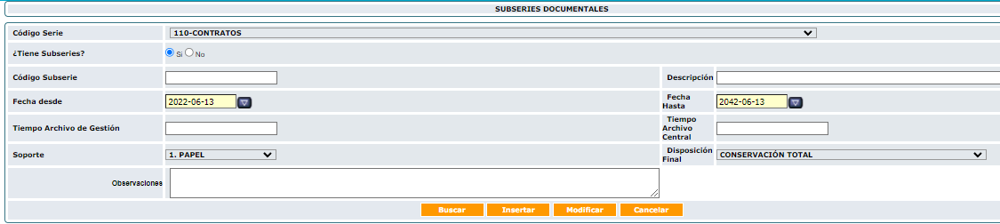 SUBSERIES DOCUMENTALES
Código Serie 110-CONTRATOS
¿Tiene Subseries? Si No
Código Subserie Descripción
Fecha desde 2022-06-13 Fecha Hasta 2042-06-13
Tiempo Archivo de Gestión Tiempo Archivo Central
Soporte 1. PAPEL Disposición Final CONSERVACIÓN TOTAL
Observaciones
Buscar Insertar Modificar Cancelar